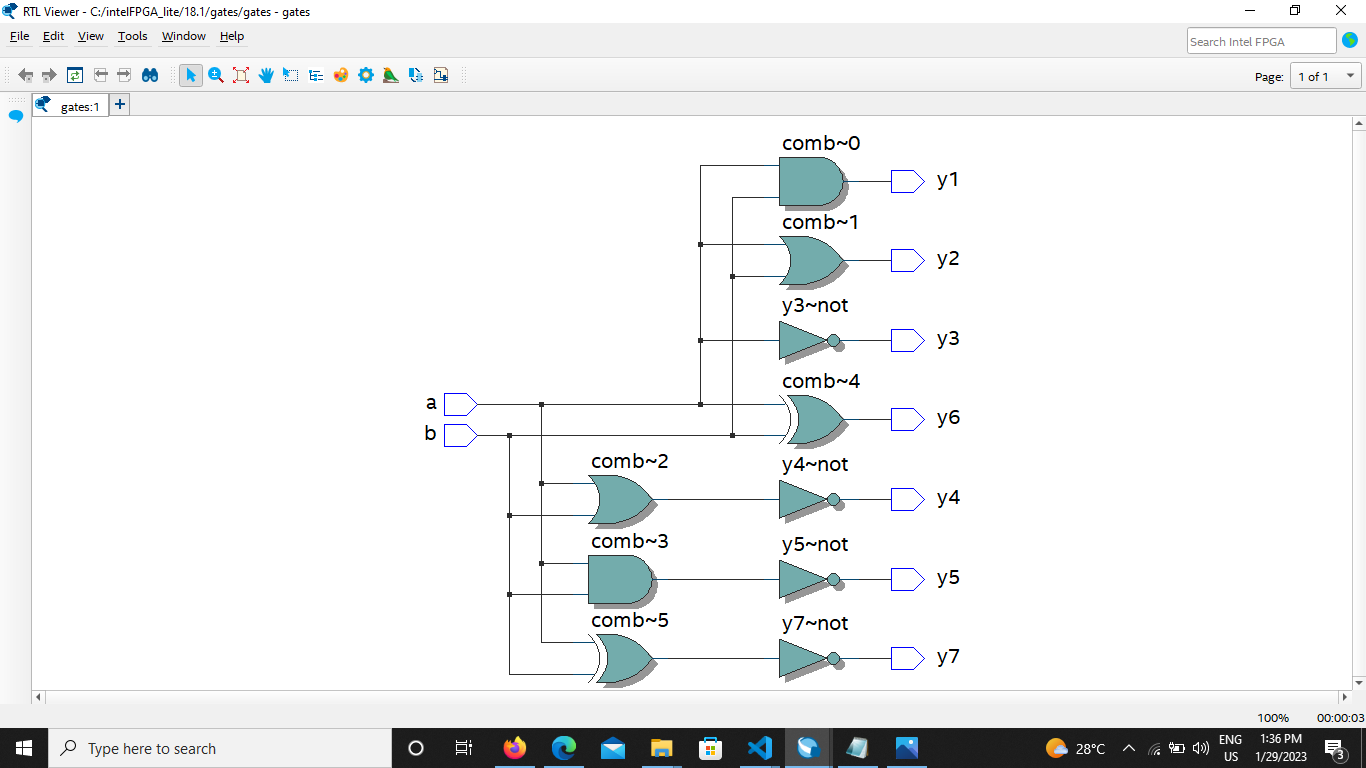 RTL Viewer - C:/intelFPGA_lite/18.1/gates/gates - gates
File Edit View Tools Window Help
Search Intel FPGA
Page: 1 of 1
gates:1 +
comb~0
y1
comb~1
y2
y3~not
y3
comb~4
y6
a
b
comb~2
y4~not
y4
comb~3
y5~not
y5
comb~5
y7~not
y7
100% 00:00:03
Type here to search
28°C
ENG
US
1:36 PM
1/29/2023
3